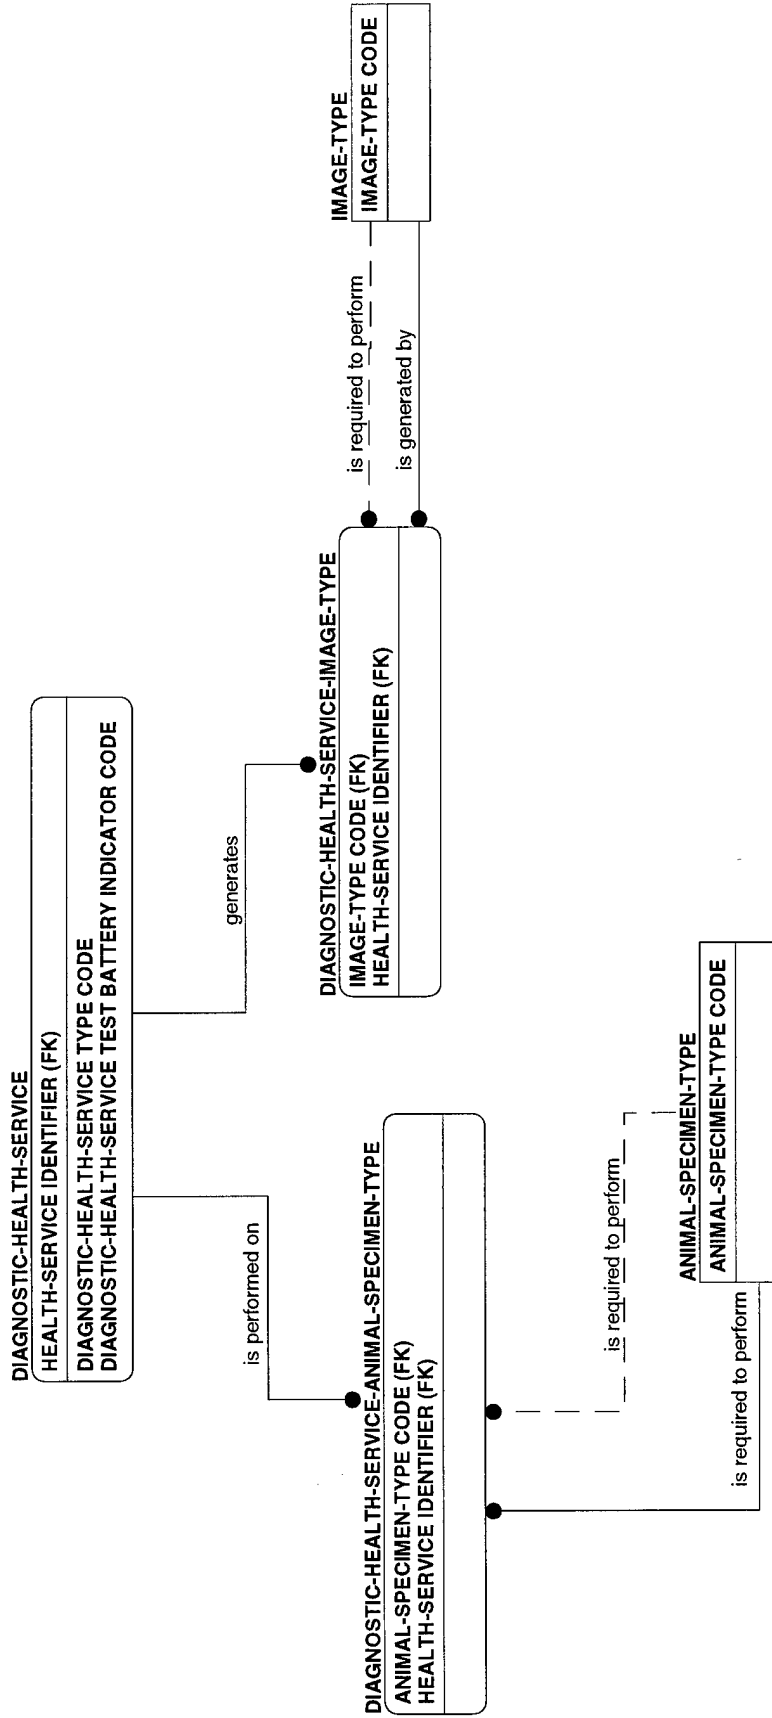 DIAGNOSTIC-HEALTH-SERVICE
HEALTH-SERVICE IDENTIFIER (FK)
DIAGNOSTIC-HEALTH-SERVICE TYPE CODE
DIAGNOSTIC-HEALTH-SERVICE TEST BATTERY INDICATOR CODE
is performed on
generates
DIAGNOSTIC-HEALTH-SERVICE-ANIMAL-SPECIMEN-TYPE
ANIMAL-SPECIMEN-TYPE CODE (FK)
HEALTH-SERVICE IDENTIFIER (FK)
DIAGNOSTIC-HEALTH-SERVICE-IMAGE-TYPE
IMAGE-TYPE CODE (FK)
HEALTH-SERVICE IDENTIFIER (FK)
is required to perform
is generated by
IMAGE-TYPE
IMAGE-TYPE CODE
is required to perform
is required to perform
ANIMAL-SPECIMEN-TYPE
ANIMAL-SPECIMEN-TYPE CODE